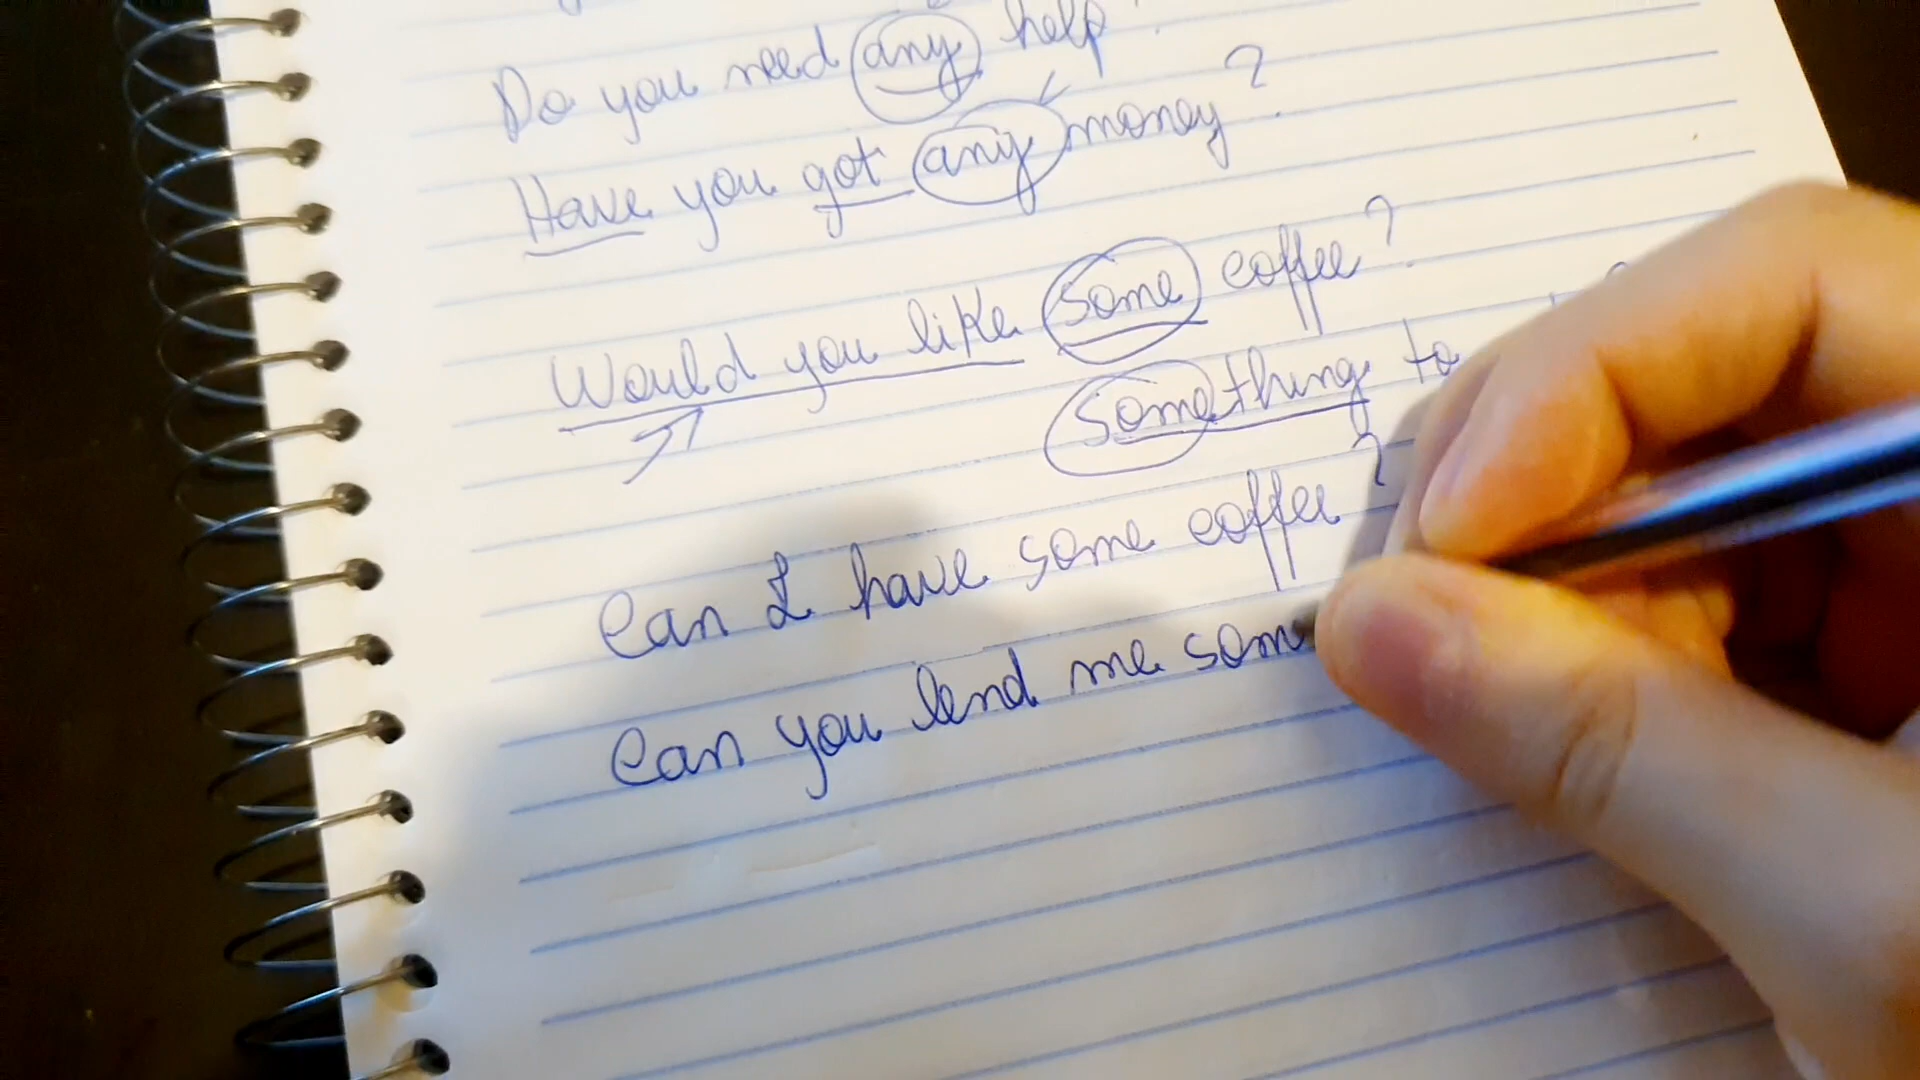 Do you need any help?
Have you got any money?
Would you like some coffee?
something to
Can I have some coffee?
Can you lend me som